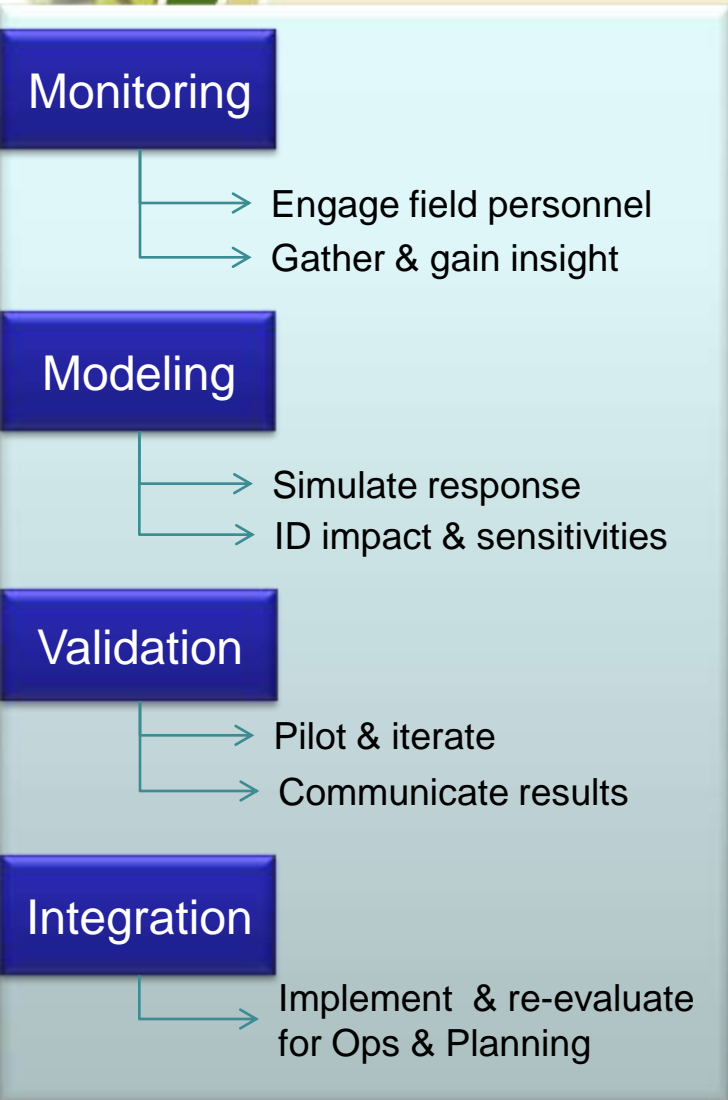 Monitoring
Engage field personnel
Gather & gain insight
Modeling
Simulate response
ID impact & sensitivities
Validation
Pilot & iterate
Communicate results
Integration
Implement & re-evaluate
for Ops & Planning